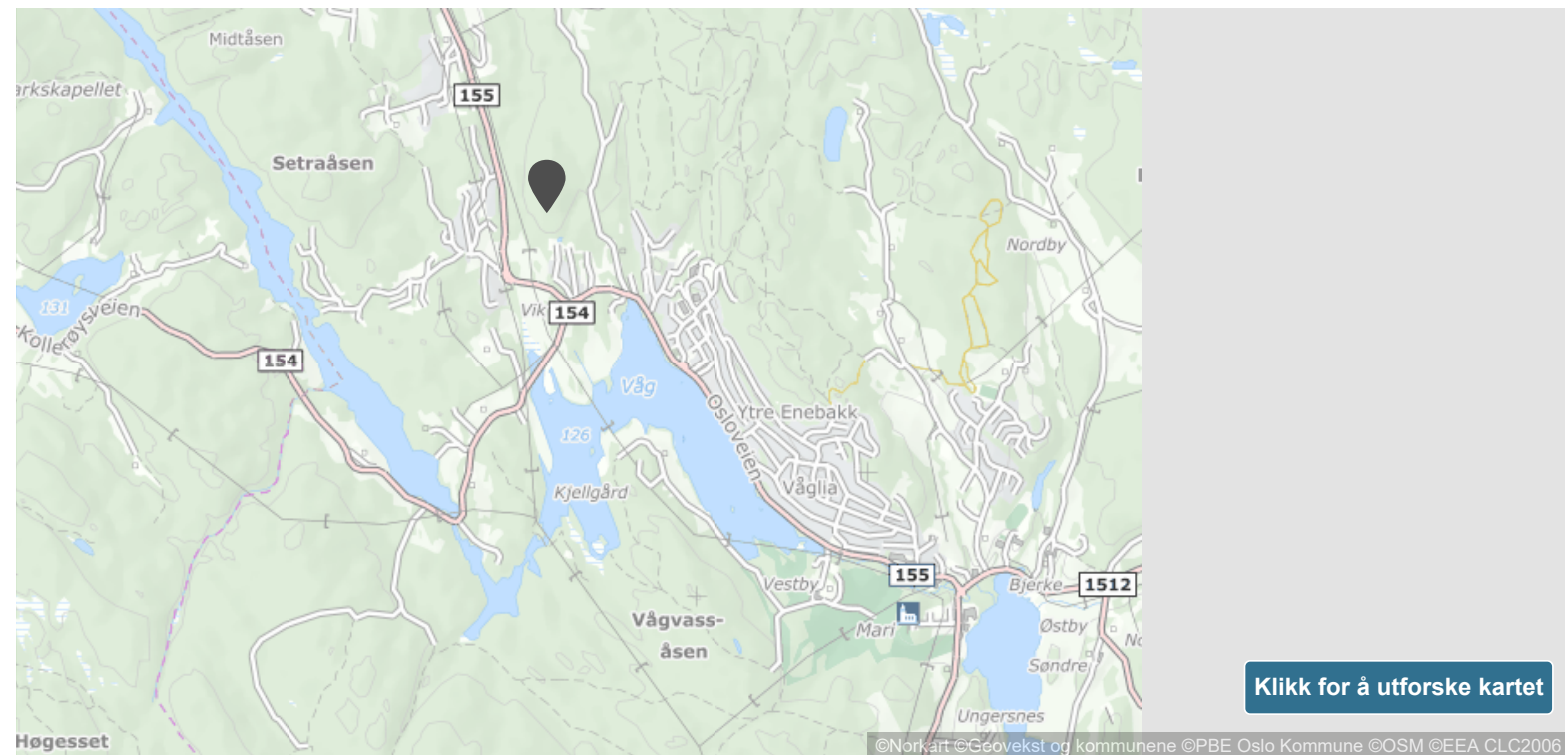 Midtåsen
arkskapellet
155
Setraåsen
Nordby
131
Kollerøysveien
Vik
154
154
Våg
Osloveien
Ytre Enebakk
126
Våglia
Kjellgård
155
Vestby
Bjerke
1512
Vågvass-
åsen
Mari
Østby
No
Søndre
Klikk for å utforske kartet
Ungersnes
Høgesset
©Norkart ©Geovekst og kommunene ©PBE Oslo Kommune ©OSM ©EEA CLC2006